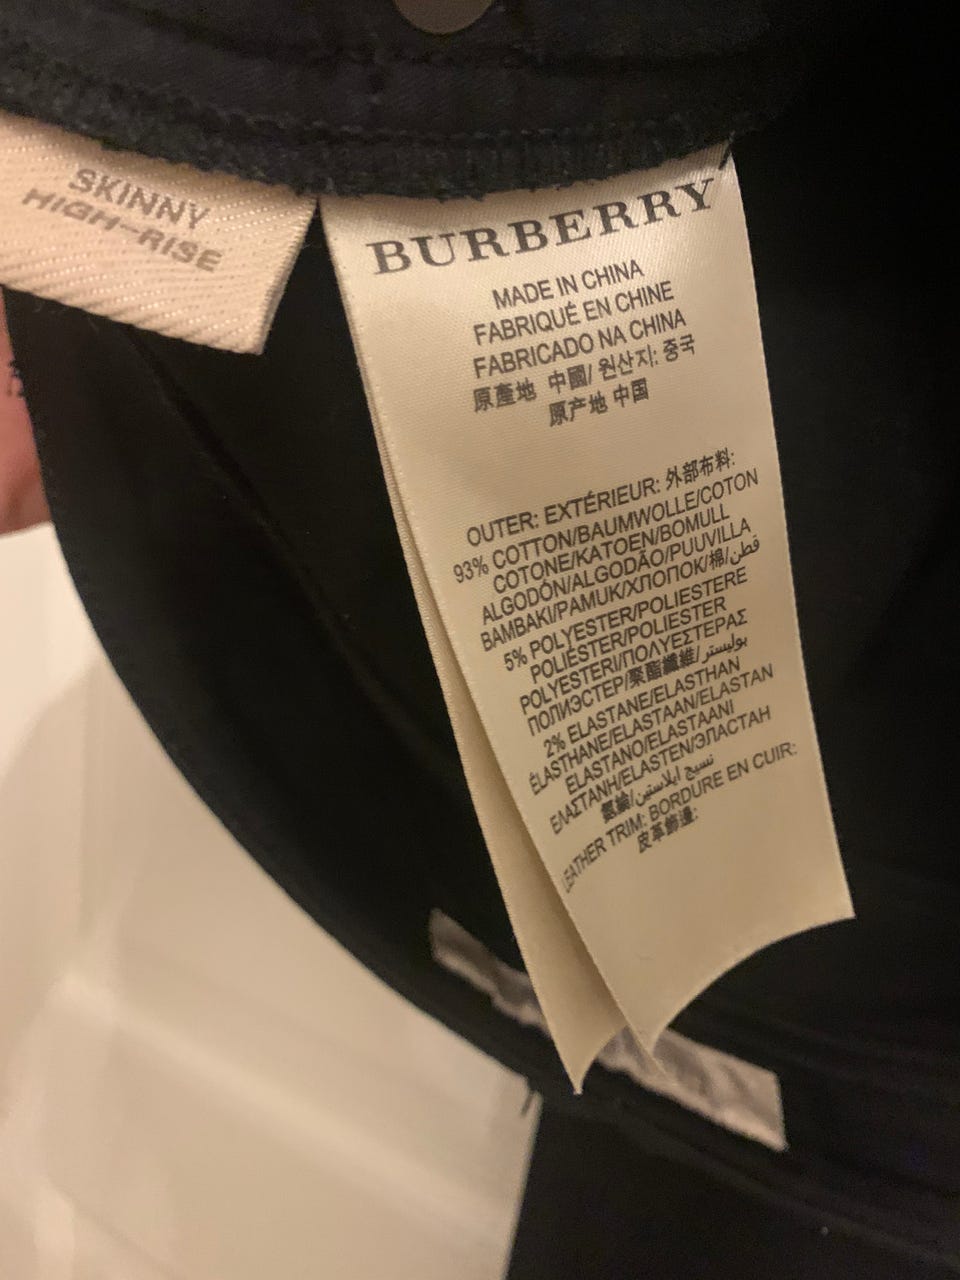 SKINNY
HIGH-RISE
BURBERRY
MADE IN CHINA
FABRIQUÉ EN CHINE
FABRICADO NA CHINA
原產地 中國/ 원산지: 중국
原产地 中国
OUTER: EXTÉRIEUR: 外部布料:
93% COTTON/BAUMWOLLE/COTON
COTONE/KATOEN/BOMULL
ALGODÓN/ALGODÃO/PUUVILLA
BAMBAKI/PAMUK/ХЛОПОК/棉/قطن
5% POLYESTER/POLIESTERE
POLIÉSTER/POLIESTER
POLYESTERI/ΠΟΛΥΕΣΤΕΡΑΣ
ПОЛИЭСТЕР/聚酯纖維/بوليستر
2% ELASTANE/ELASTHAN
ÉLASTHANE/ELASTAAN/ELASTAN
ELASTANO/ELASTAANI
ΕΛΑΣΤΑΝΗ/ELASTEN/ЭЛАСТАН
氨綸/نسيج ايلاستين
LEATHER TRIM: BORDURE EN CUIR:
皮革飾邊: